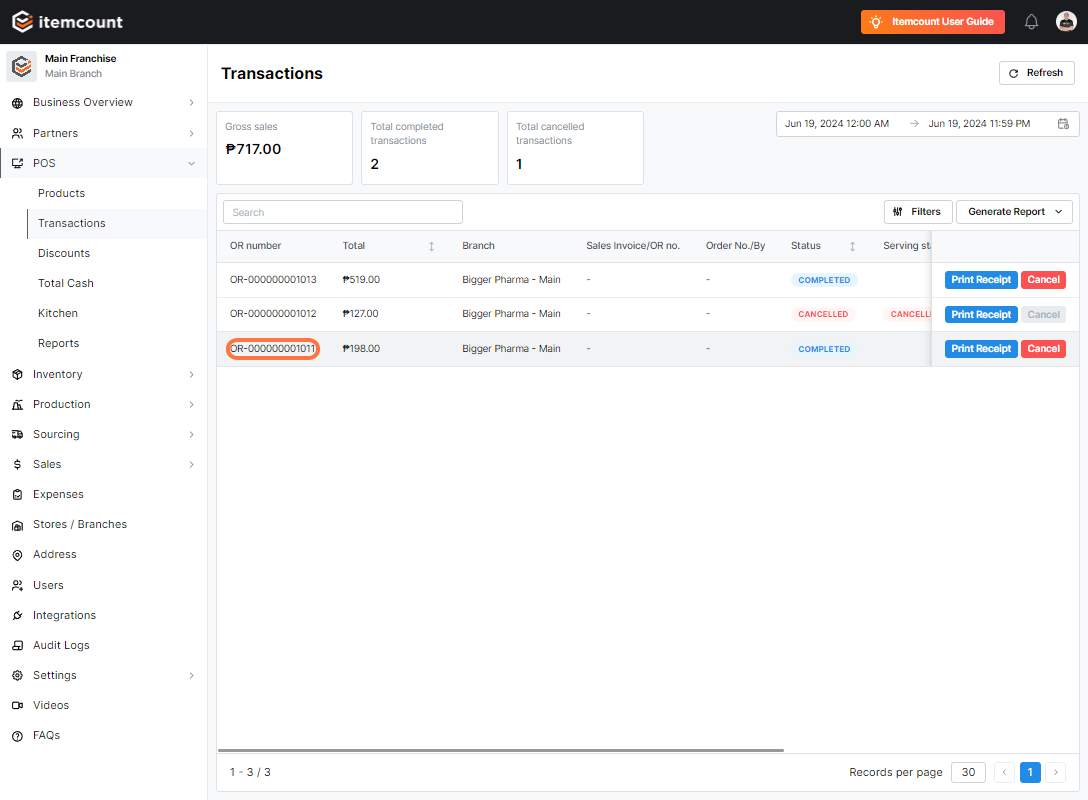 itemcount
Itemcount User Guide
Main Franchise
Main Branch
Business Overview
Partners
POS
Products
Transactions
Discounts
Total Cash
Kitchen
Reports
Inventory
Production
Sourcing
Sales
Expenses
Stores / Branches
Address
Users
Integrations
Audit Logs
Settings
Videos
FAQs
Transactions
Refresh
Gross sales
₱717.00
Total completed
transactions
2
Total cancelled
transactions
1
Jun 19, 2024 12:00 AM → Jun 19, 2024 11:59 PM
Search
Filters
Generate Report
OR number Total Branch Sales Invoice/OR no. Order No./By Status Serving st
OR-000000001013 ₱519.00 Bigger Pharma - Main - - COMPLETED Print Receipt Cancel
OR-000000001012 ₱127.00 Bigger Pharma - Main - - CANCELLED CANCELL Print Receipt Cancel
OR-000000001011 ₱198.00 Bigger Pharma - Main - - COMPLETED Print Receipt Cancel
1 - 3 / 3
Records per page 30 1